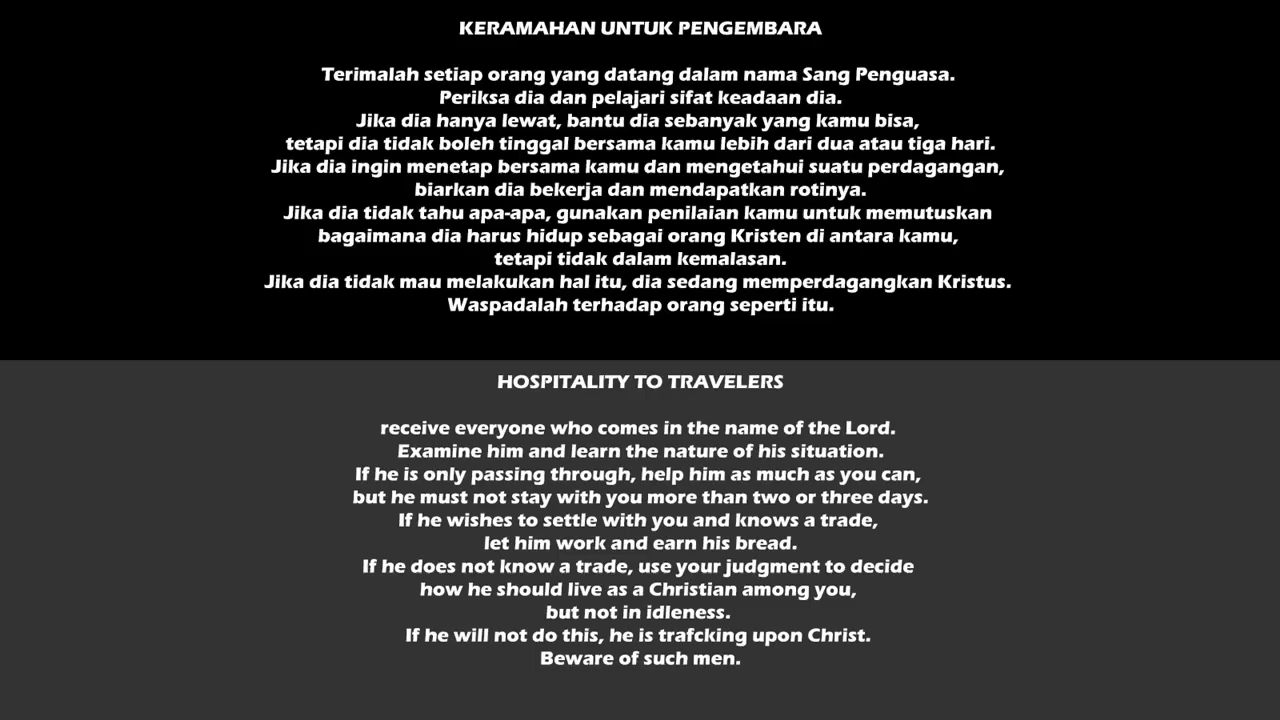 KERAMAHAN UNTUK PENGEMBARA
Terimalah setiap orang yang datang dalam nama Sang Penguasa.
Periksa dia dan pelajari sifat keadaan dia.
Jika dia hanya lewat, bantu dia sebanyak yang kamu bisa,
tetapi dia tidak boleh tinggal bersama kamu lebih dari dua atau tiga hari.
Jika dia ingin menetap bersama kamu dan mengetahui suatu perdagangan,
biarkan dia bekerja dan mendapatkan rotinya.
Jika dia tidak tahu apa-apa, gunakan penilaian kamu untuk memutuskan
bagaimana dia harus hidup sebagai orang Kristen di antara kamu,
tetapi tidak dalam kemalasan.
Jika dia tidak mau melakukan hal itu, dia sedang memperdagangkan Kristus.
Waspadalah terhadap orang seperti itu.
HOSPITALITY TO TRAVELERS
receive everyone who comes in the name of the Lord.
Examine him and learn the nature of his situation.
If he is only passing through, help him as much as you can,
but he must not stay with you more than two or three days.
If he wishes to settle with you and knows a trade,
let him work and earn his bread.
If he does not know a trade, use your judgment to decide
how he should live as a Christian among you,
but not in idleness.
If he will not do this, he is trafcking upon Christ.
Beware of such men.